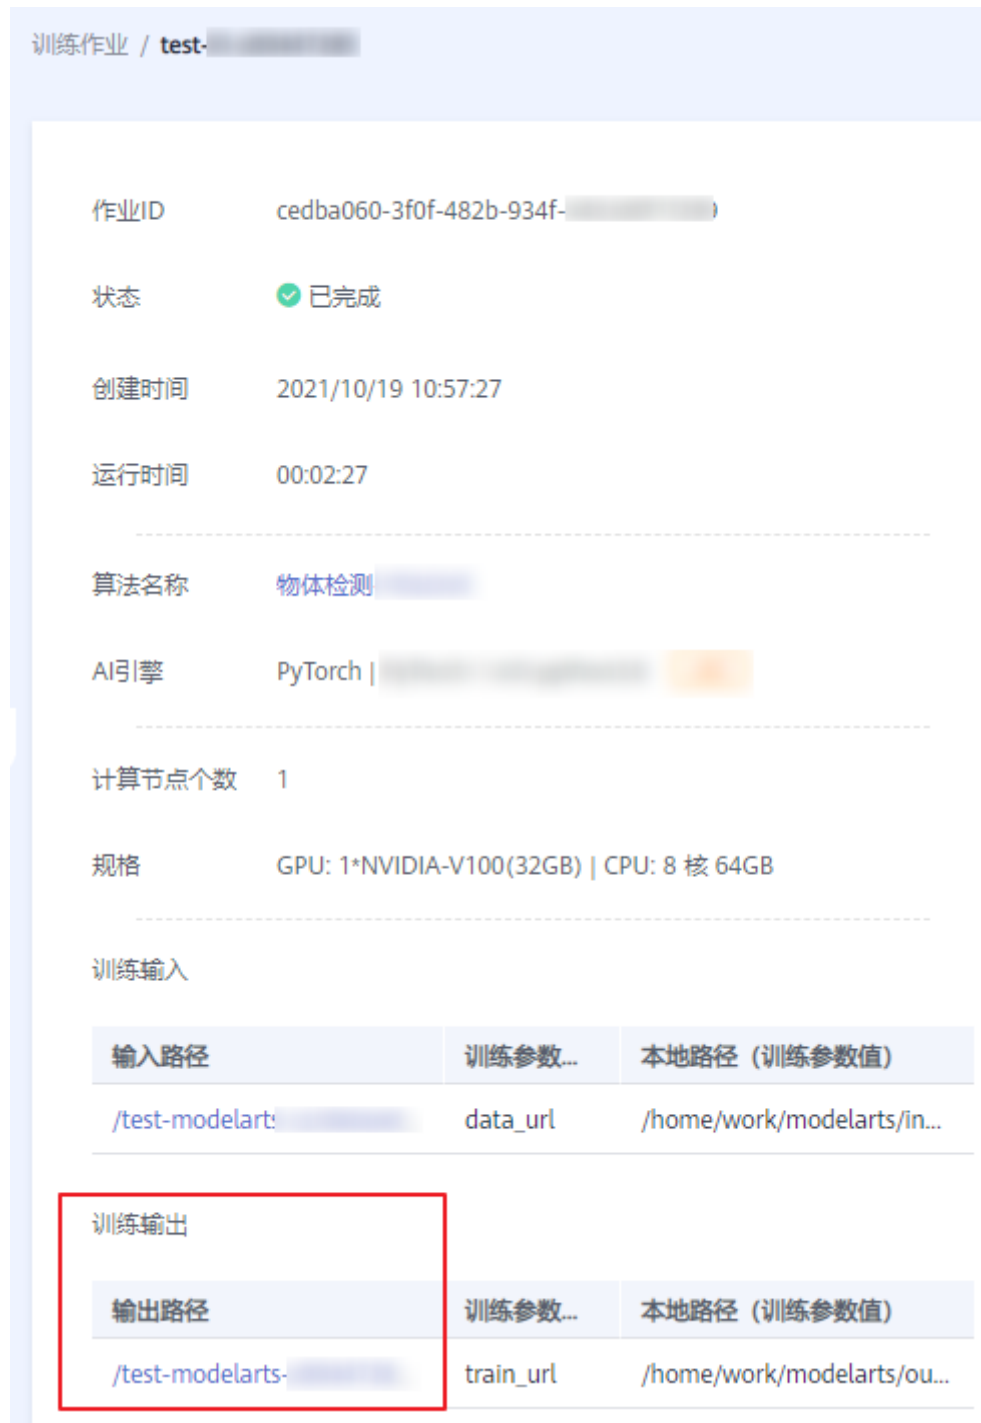 训练作业 / test-
作业ID cedba060-3f0f-482b-934f-
状态 已完成
创建时间 2021/10/19 10:57:27
运行时间 00:02:27
算法名称 物体检测
AI引擎 PyTorch |
计算节点个数 1
规格 GPU: 1*NVIDIA-V100(32GB) | CPU: 8 核 64GB
训练输入
输入路径 训练参数... 本地路径（训练参数值）
/test-modelarts data_url /home/work/modelarts/in...
训练输出
输出路径 训练参数... 本地路径（训练参数值）
/test-modelarts- train_url /home/work/modelarts/ou...